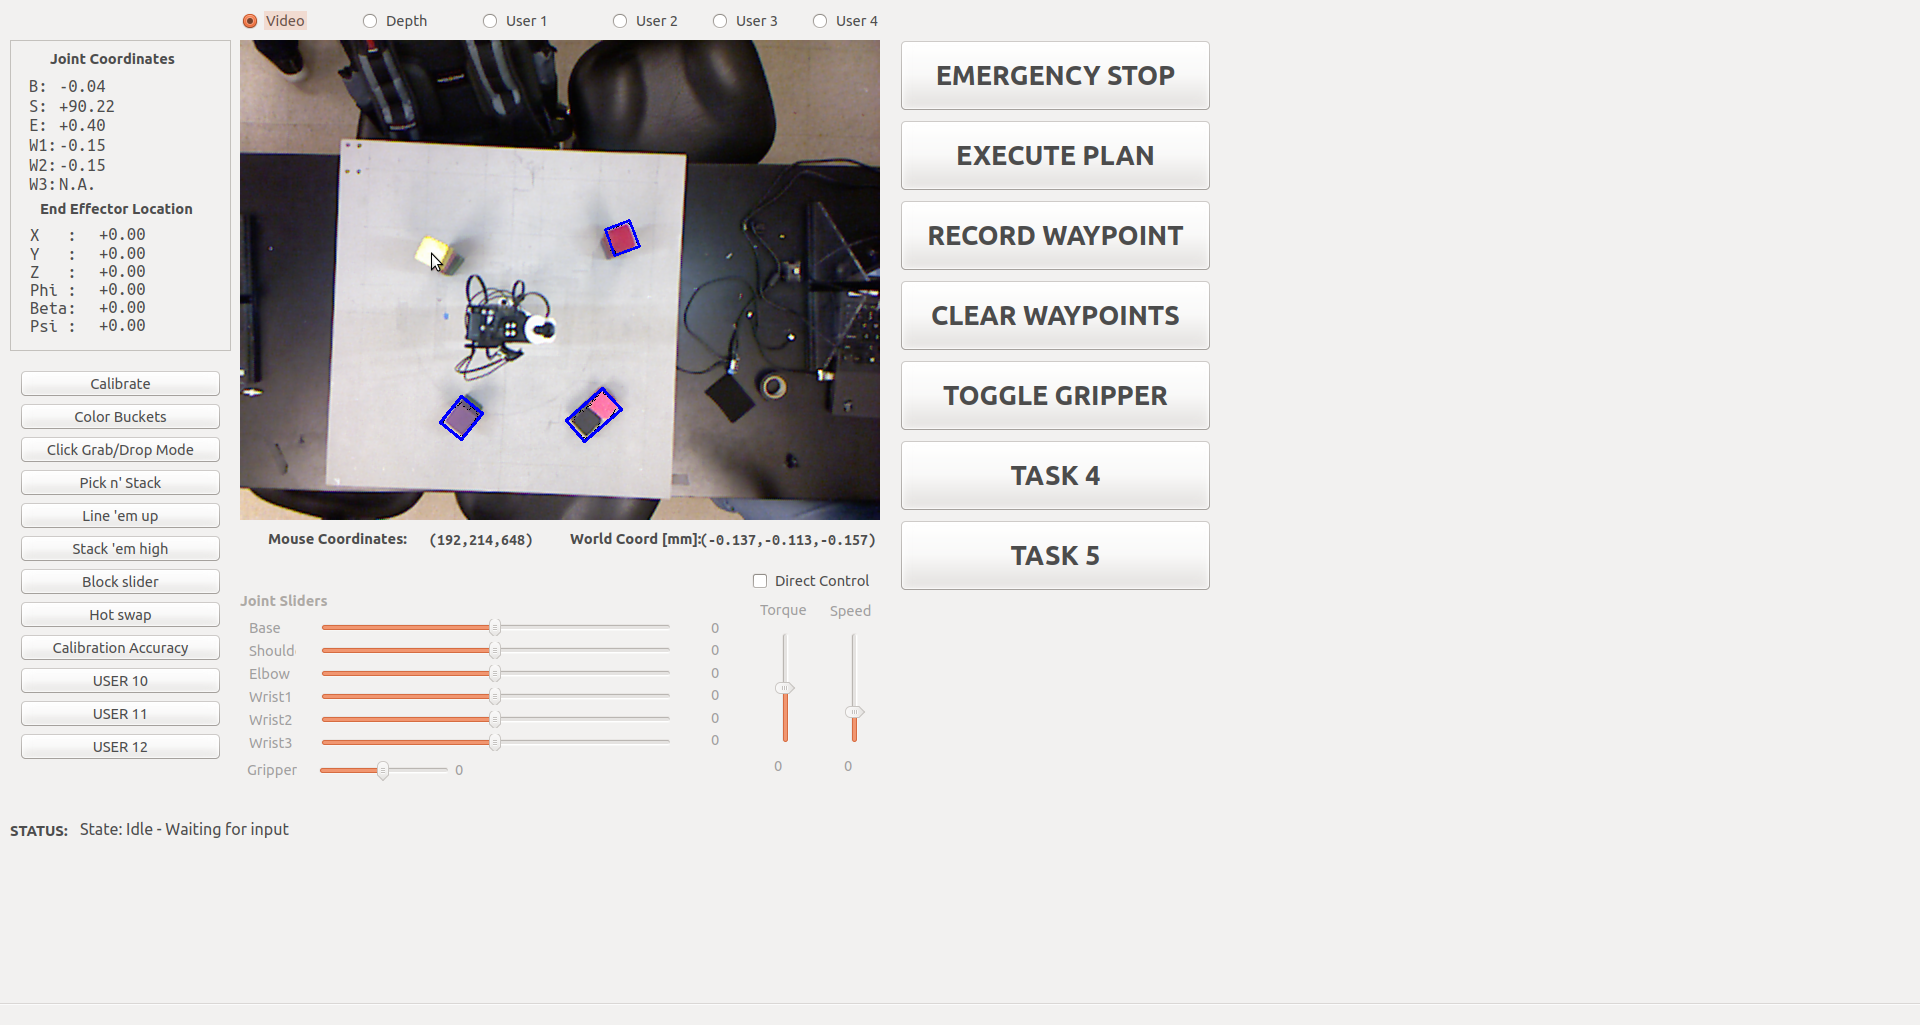 Video Depth User 1 User 2 User 3 User 4
Joint Coordinates
B: -0.04
S: +90.22
E: +0.40
W1: -0.15
W2: -0.15
W3: N.A.
End Effector Location
X : +0.00
Y : +0.00
Z : +0.00
Phi : +0.00
Beta: +0.00
Psi : +0.00
Calibrate
Color Buckets
Click Grab/Drop Mode
Pick n' Stack
Line 'em up
Stack 'em high
Block slider
Hot swap
Calibration Accuracy
USER 10
USER 11
USER 12
Mouse Coordinates: (192,214,648) World Coord [mm]:(-0.137,-0.113,-0.157)
Direct Control
Joint Sliders
Torque Speed
Base 0
Should 0
Elbow 0
Wrist1 0
Wrist2 0
Wrist3 0
Gripper 0
0 0
EMERGENCY STOP
EXECUTE PLAN
RECORD WAYPOINT
CLEAR WAYPOINTS
TOGGLE GRIPPER
TASK 4
TASK 5
STATUS: State: Idle - Waiting for input